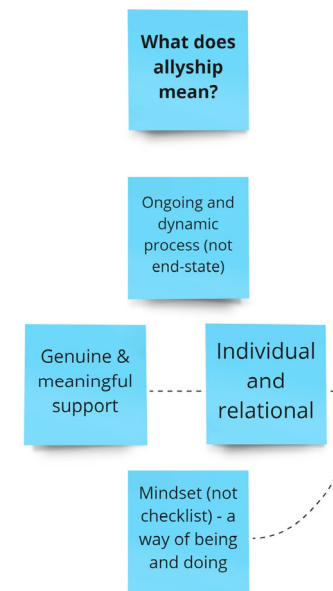 What does
allyship
mean?
Ongoing and
dynamic
process (not
end-state)
Genuine &
meaningful
support
Individual
and
relational
Mindset (not
checklist) - a
way of being
and doing